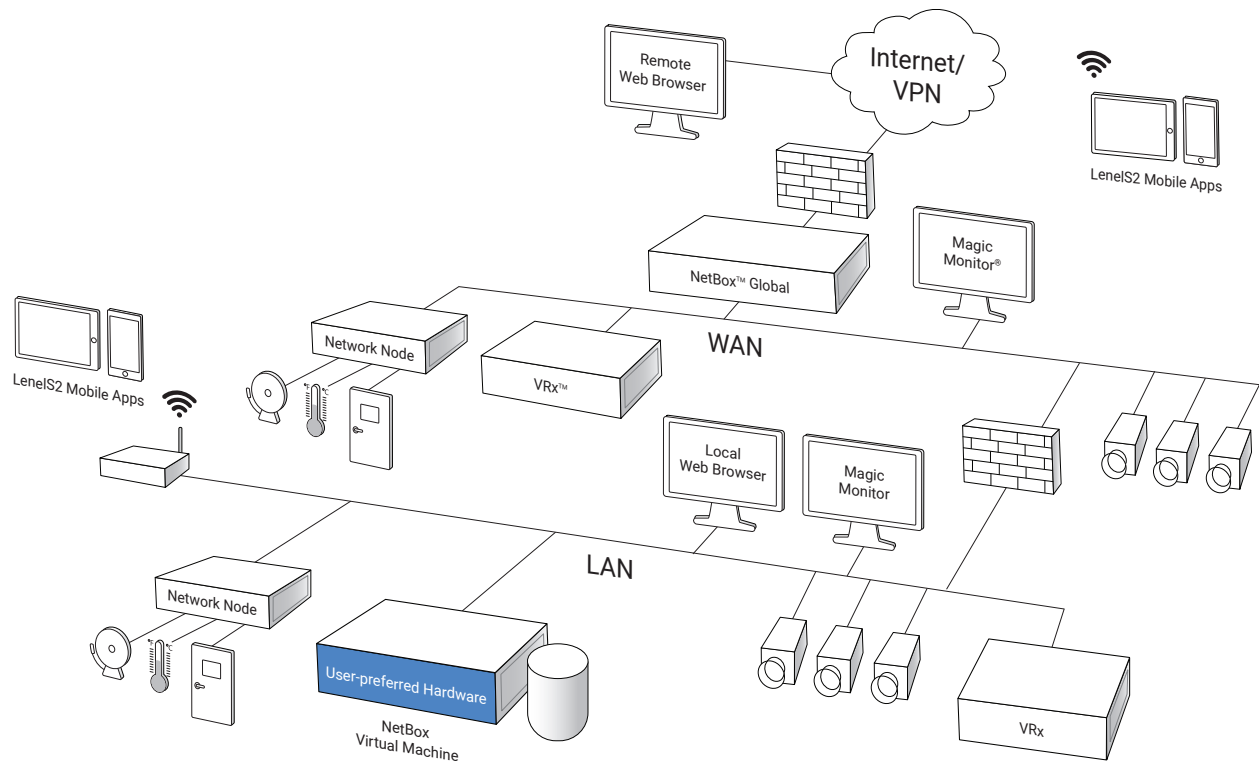 Remote
Web Browser
Internet/
VPN
LenelS2 Mobile Apps
Magic
Monitor®
NetBox™ Global
WAN
Network Node
°F
°C
VRx™
LenelS2 Mobile Apps
Local
Web Browser
Magic
Monitor
LAN
Network Node
°F
°C
User-preferred Hardware
NetBox
Virtual Machine
VRx